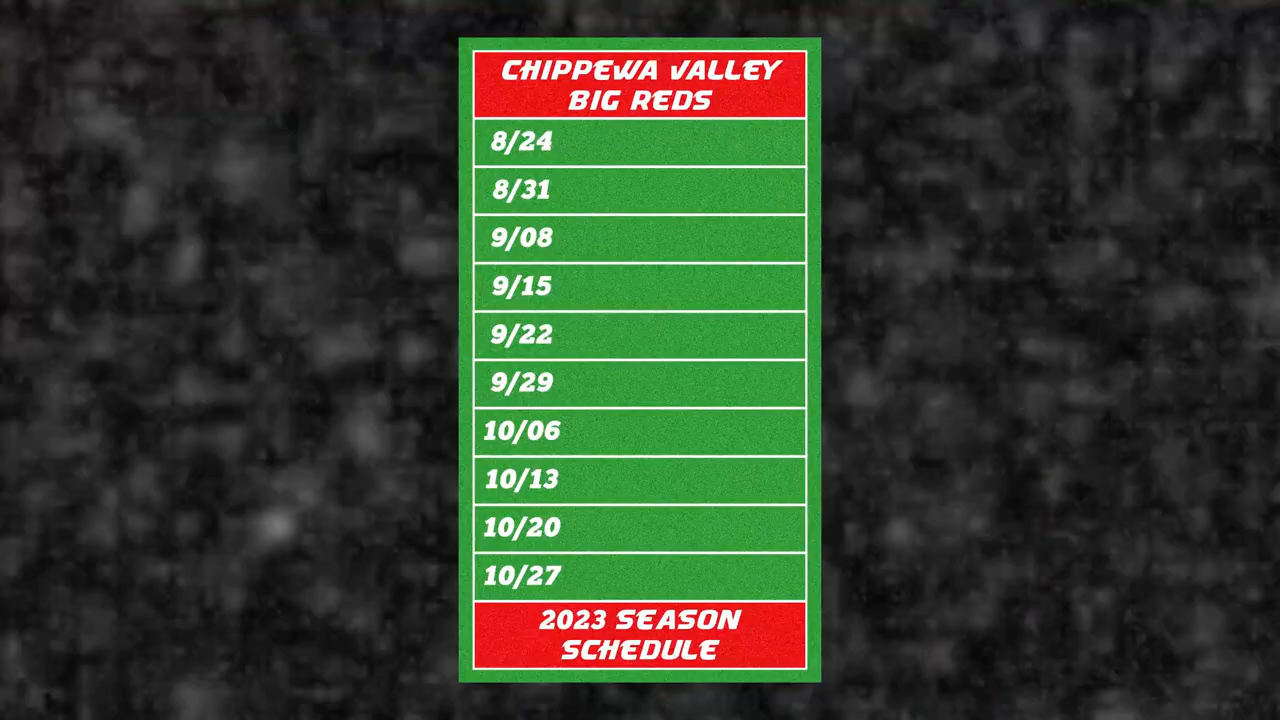 CHIPPEWA VALLEY
BIG REDS
8/24
8/31
9/08
9/15
9/22
9/29
10/06
10/13
10/20
10/27
2023 SEASON
SCHEDULE